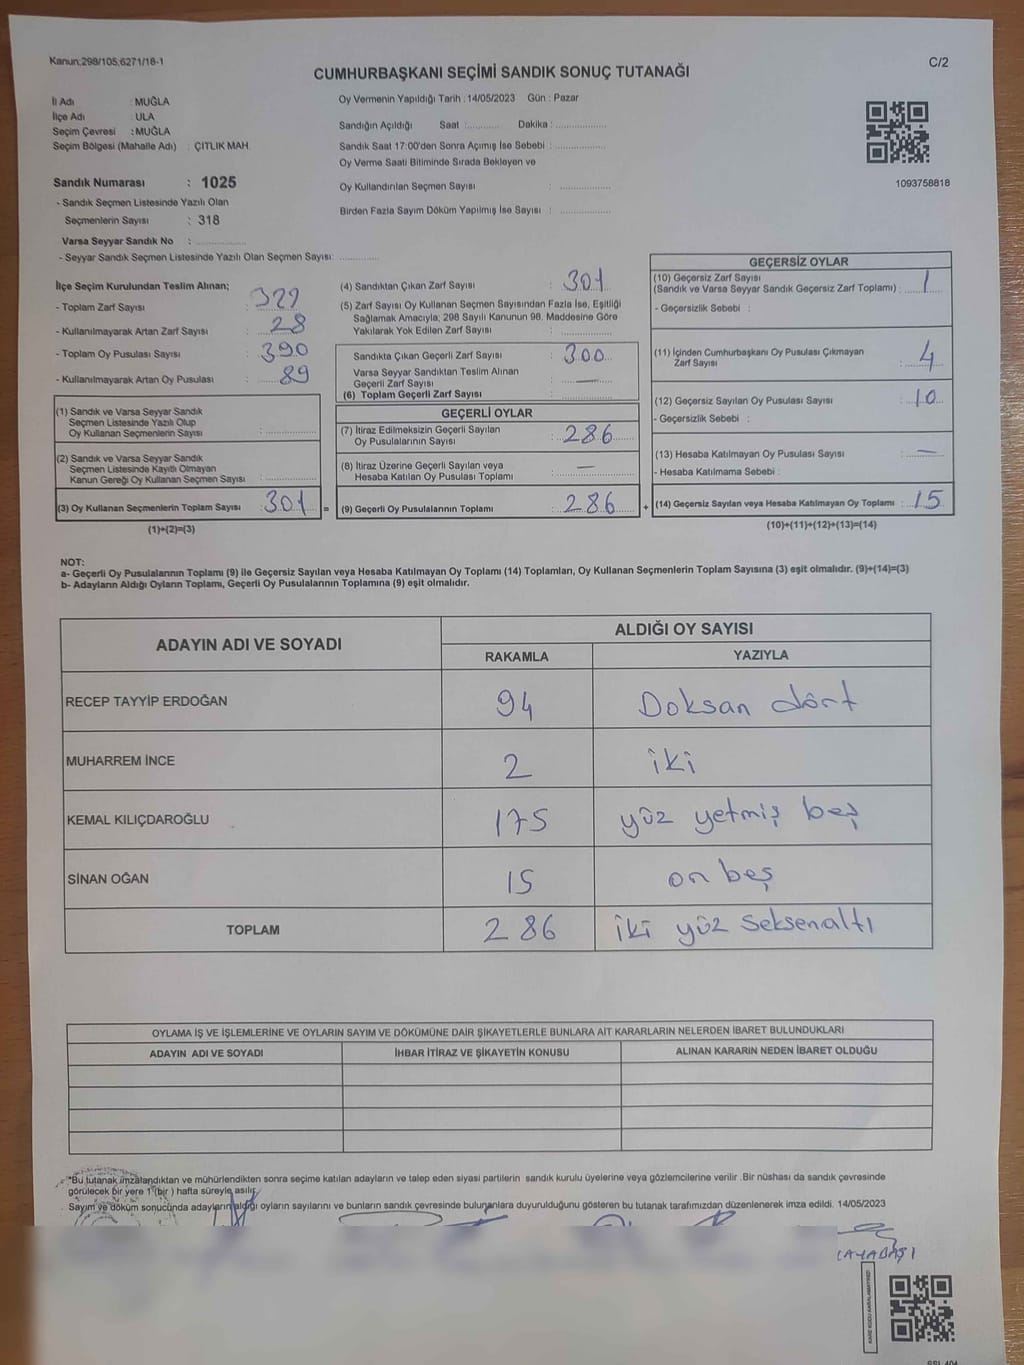 Kanun:298/105,6271/18-1
C/2
CUMHURBAŞKANI SEÇİMİ SANDIK SONUÇ TUTANAĞI
İl Adı : MUĞLA
İlçe Adı : ULA
Seçim Çevresi : MUĞLA
Seçim Bölgesi (Mahalle Adı) : ÇITLIK MAH.
Sandık Numarası : 1025
- Sandık Seçmen Listesinde Yazılı Olan
Seçmenlerin Sayısı : 318
Varsa Seyyar Sandık No : ..............
- Seyyar Sandık Seçmen Listesinde Yazılı Olan Seçmen Sayısı: ............
Oy Vermenin Yapıldığı Tarih : 14/05/2023 Gün : Pazar
Sandığın Açıldığı Saat :.......... Dakika : ...............
Sandık Saat 17:00'den Sonra Açımış İse Sebebi : ...............
Oy Verme Saati Bitiminde Sırada Bekleyen ve
Oy Kullandırılan Seçmen Sayısı : ...............
Birden Fazla Sayım Döküm Yapılmış İse Sayısı : ...............
1093758818
İlçe Seçim Kurulundan Teslim Alınan;
- Toplam Zarf Sayısı : 329
- Kullanılmayarak Artan Zarf Sayısı : 28
- Toplam Oy Pusulası Sayısı : 390
- Kullanılmayarak Artan Oy Pusulası : 89
(1) Sandık ve Varsa Seyyar Sandık
Seçmen Listesinde Yazılı Olup
Oy Kullanan Seçmenlerin Sayısı : ...............
(2) Sandık ve Varsa Seyyar Sandık
Seçmen Listesinde Kayıtlı Olmayan
Kanun Gereği Oy Kullanan Seçmen Sayısı : ...............
(3) Oy Kullanan Seçmenlerin Toplam Sayısı : 301 =
(1)+(2)=(3)
(4) Sandıktan Çıkan Zarf Sayısı : 301
(5) Zarf Sayısı Oy Kullanan Seçmen Sayısından Fazla İse, Eşitliği
Sağlamak Amacıyla, 298 Sayılı Kanunun 98. Maddesine Göre
Yakılarak Yok Edilen Zarf Sayısı : ...............
Sandıkta Çıkan Geçerli Zarf Sayısı : 300
Varsa Seyyar Sandıktan Teslim Alınan
Geçerli Zarf Sayısı : —
(6) Toplam Geçerli Zarf Sayısı : ...............
GEÇERLİ OYLAR
(7) İtiraz Edilmeksizin Geçerli Sayılan
Oy Pusulalarının Sayısı : 286
(8) İtiraz Üzerine Geçerli Sayılan veya
Hesaba Katılan Oy Pusulası Toplamı : —
(9) Geçerli Oy Pusulalarının Toplamı : 286 +
GEÇERSİZ OYLAR
(10) Geçersiz Zarf Sayısı
(Sandık ve Varsa Seyyar Sandık Geçersiz Zarf Toplamı) : 1
- Geçersizlik Sebebi :
(11) İçinden Cumhurbaşkanı Oy Pusulası Çıkmayan
Zarf Sayısı : 4
(12) Geçersiz Sayılan Oy Pusulası Sayısı : 10
- Geçersizlik Sebebi :
(13) Hesaba Katılmayan Oy Pusulası Sayısı : —
- Hesaba Katılmama Sebebi :
(14) Geçersiz Sayılan veya Hesaba Katılmayan Oy Toplamı : 15
(10)+(11)+(12)+(13)=(14)
NOT:
a- Geçerli Oy Pusulalarının Toplamı (9) ile Geçersiz Sayılan veya Hesaba Katılmayan Oy Toplamı (14) Toplamları, Oy Kullanan Seçmenlerin Toplam Sayısına (3) eşit olmalıdır. (9)+(14)=(3)
b- Adayların Aldığı Oyların Toplamı, Geçerli Oy Pusulalarının Toplamına (9) eşit olmalıdır.
ADAYIN ADI VE SOYADI
ALDIĞI OY SAYISI
RAKAMLA YAZIYLA
RECEP TAYYİP ERDOĞAN 94 Doksan dört
MUHARREM İNCE 2 iki
KEMAL KILIÇDAROĞLU 175 yüz yetmiş beş
SİNAN OĞAN 15 on beş
TOPLAM 286 iki yüz seksenaltı
OYLAMA İŞ VE İŞLEMLERİNE VE OYLARIN SAYIM VE DÖKÜMÜNE DAİR ŞİKAYETLERLE BUNLARA AİT KARARLARIN NELERDEN İBARET BULUNDUKLARI
ADAYIN ADI VE SOYADI İHBAR İTİRAZ VE ŞİKAYETİN KONUSU ALINAN KARARIN NEDEN İBARET OLDUĞU
*Bu tutanak imzalandıktan ve mühürlendikten sonra seçime katılan adayların ve talep eden siyasi partilerin sandık kurulu üyelerine veya gözlemcilerine verilir. Bir nüshası da sandık çevresinde
görülecek bir yere 1 (bir) hafta süreyle asılır.
Sayım ve döküm sonucunda adayların aldığı oyların sayılarını ve bunların sandık çevresinde bulunanlara duyurulduğunu gösteren bu tutanak tarafımızdan düzenlenerek imza edildi. 14/05/2023
KARE KODU KARALAMAYINIZ!